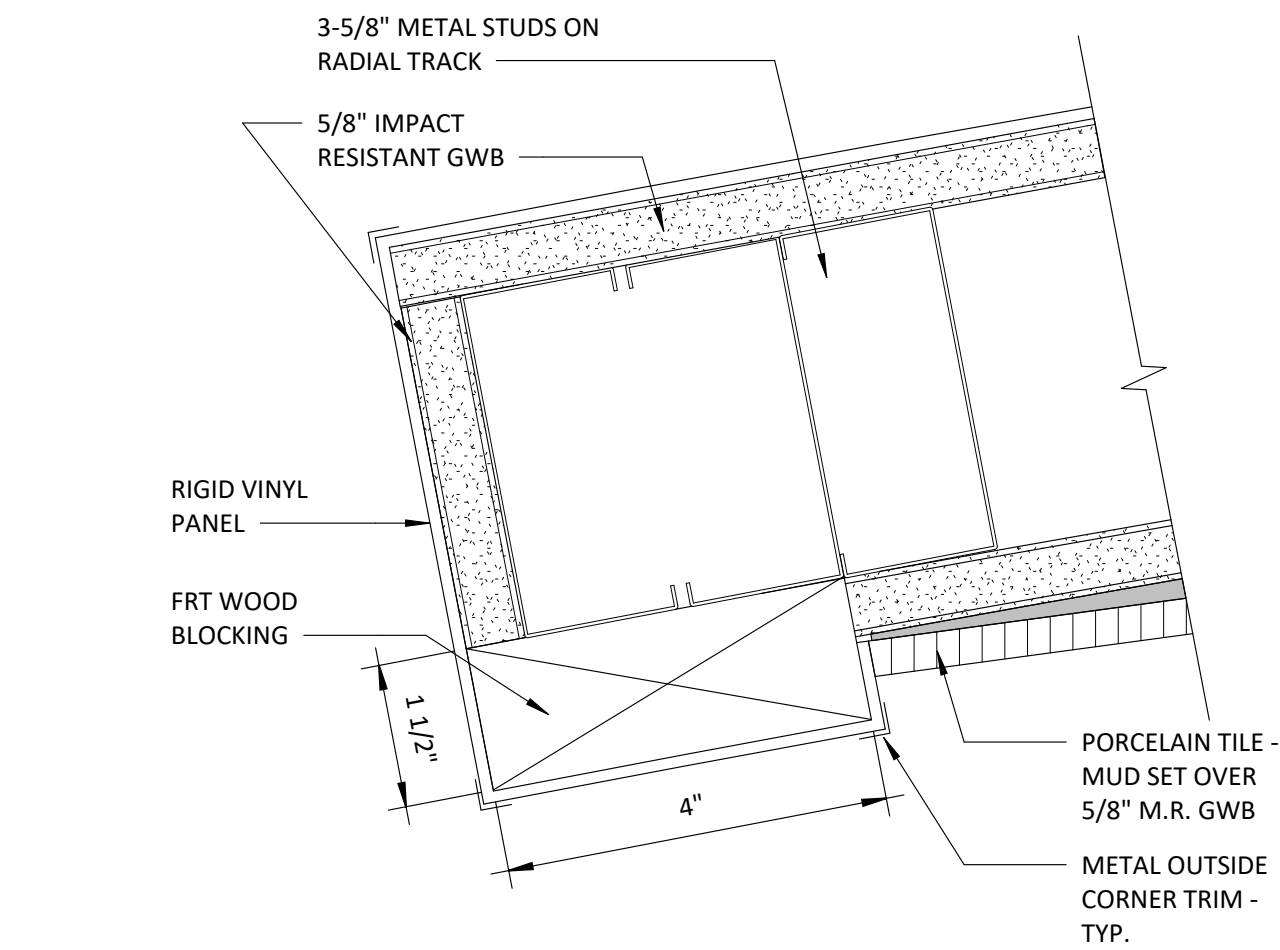 3-5/8" METAL STUDS ON
RADIAL TRACK
5/8" IMPACT
RESISTANT GWB
RIGID VINYL
PANEL
FRT WOOD
BLOCKING
1 1/2"
4"
PORCELAIN TILE -
MUD SET OVER
5/8" M.R. GWB
METAL OUTSIDE
CORNER TRIM -
TYP.